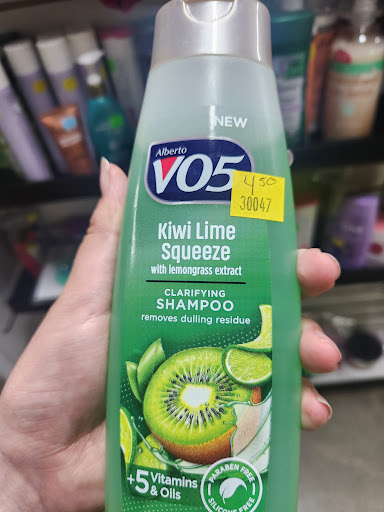 NEW
Alberto
VO5
4.50
30047
Kiwi Lime
Squeeze
with lemongrass extract
CLARIFYING
SHAMPOO
removes dulling residue
+5 Vitamins
& Oils
PARABEN FREE
SILICONE FREE